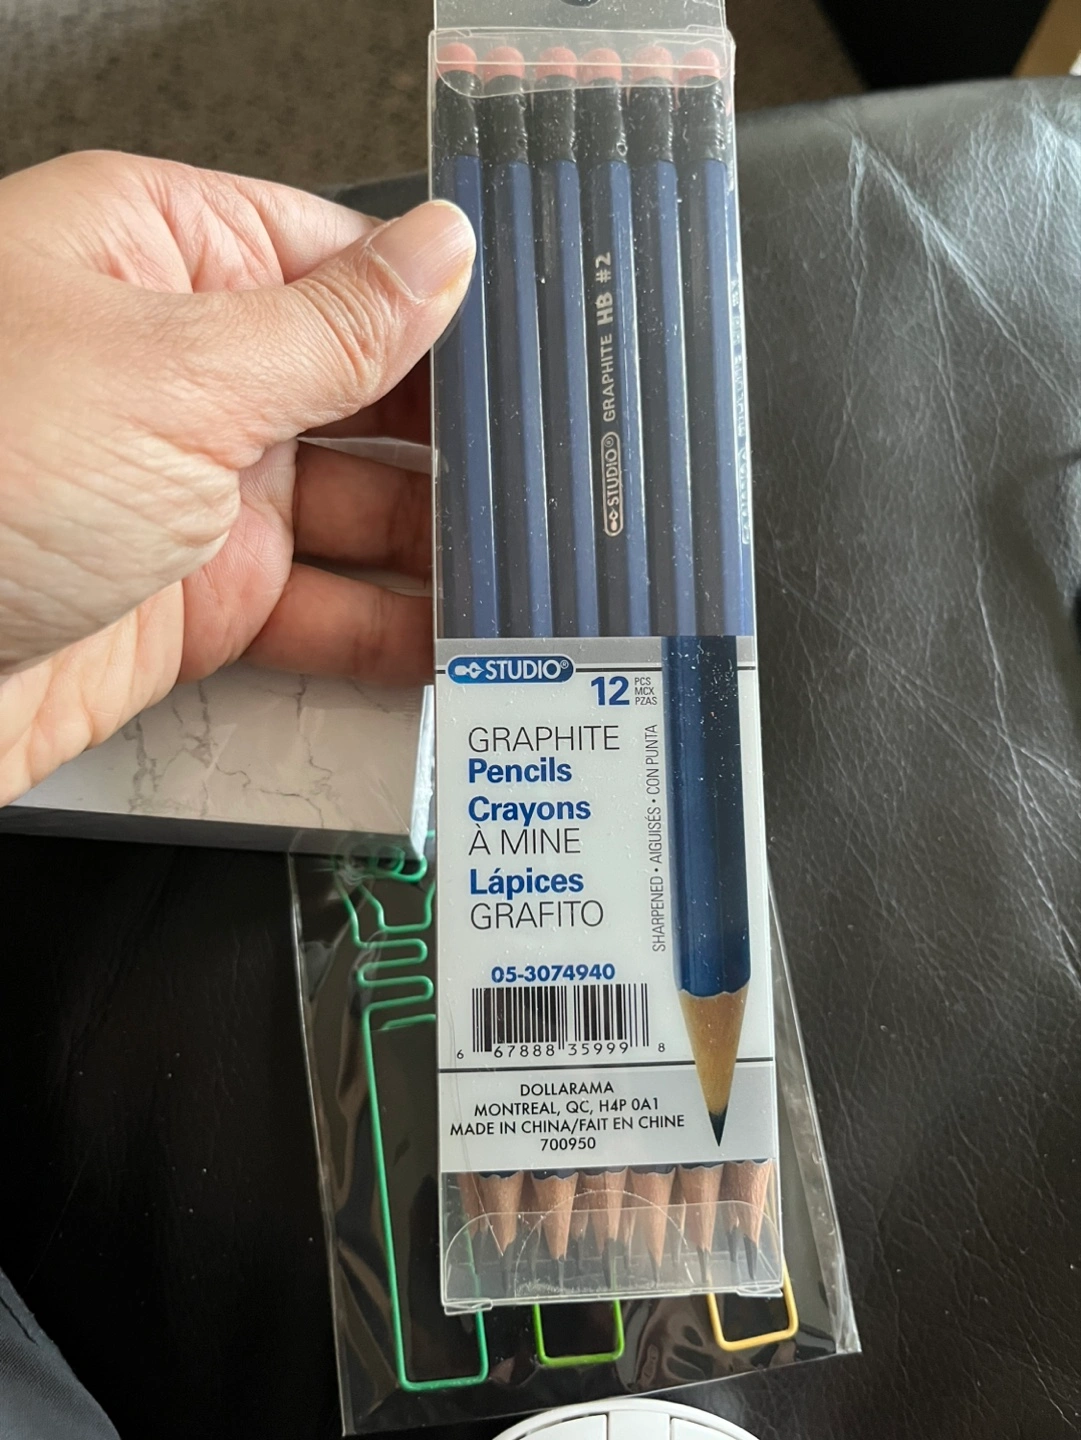 STUDIO® GRAPHITE HB #2
STUDIO®
12 PCS
MCX
PZAS
GRAPHITE
Pencils
Crayons
À MINE
Lápices
GRAFITO
SHARPENED • AIGUISÉS • CON PUNTA
05-3074940
6 67888 35999 8
DOLLARAMA
MONTREAL, QC, H4P 0A1
MADE IN CHINA/FAIT EN CHINE
700950